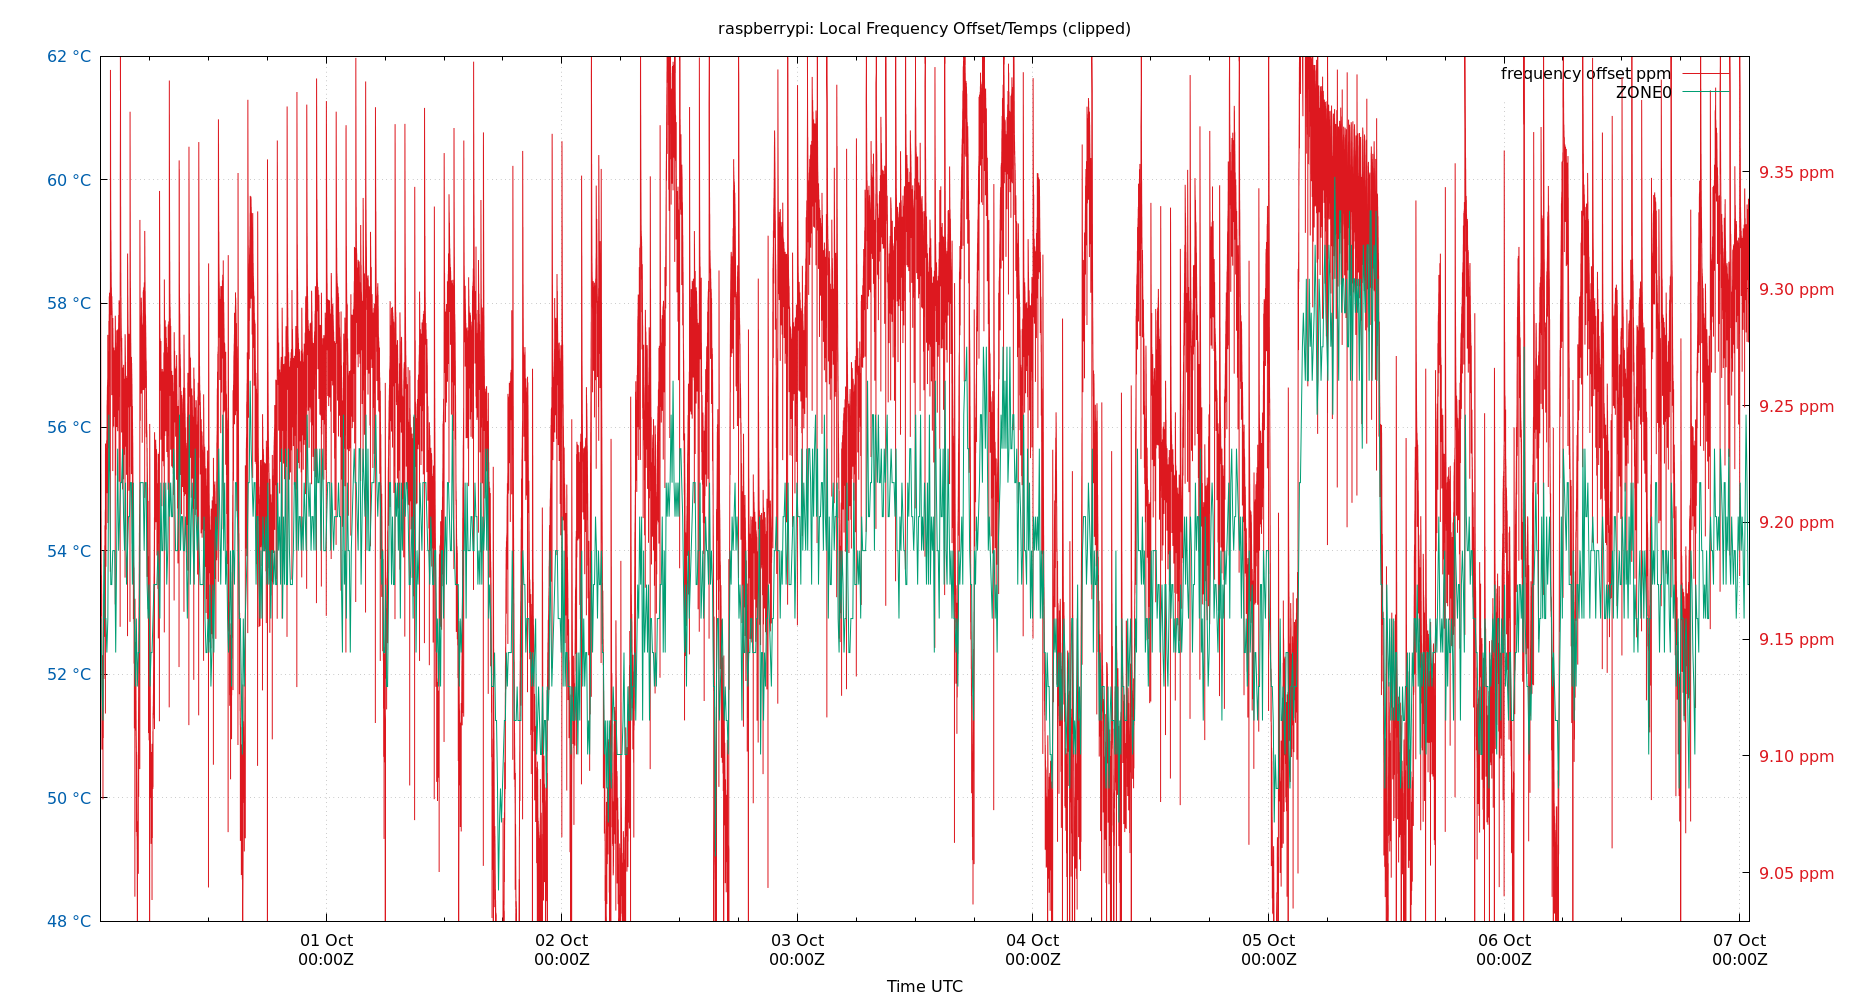 raspberrypi: Local Frequency Offset/Temps (clipped)
62 °C
60 °C
58 °C
56 °C
54 °C
52 °C
50 °C
48 °C
frequency offset ppm
ZONE0
9.35 ppm
9.30 ppm
9.25 ppm
9.20 ppm
9.15 ppm
9.10 ppm
9.05 ppm
01 Oct
00:00Z
02 Oct
00:00Z
03 Oct
00:00Z
04 Oct
00:00Z
05 Oct
00:00Z
06 Oct
00:00Z
07 Oct
00:00Z
Time UTC